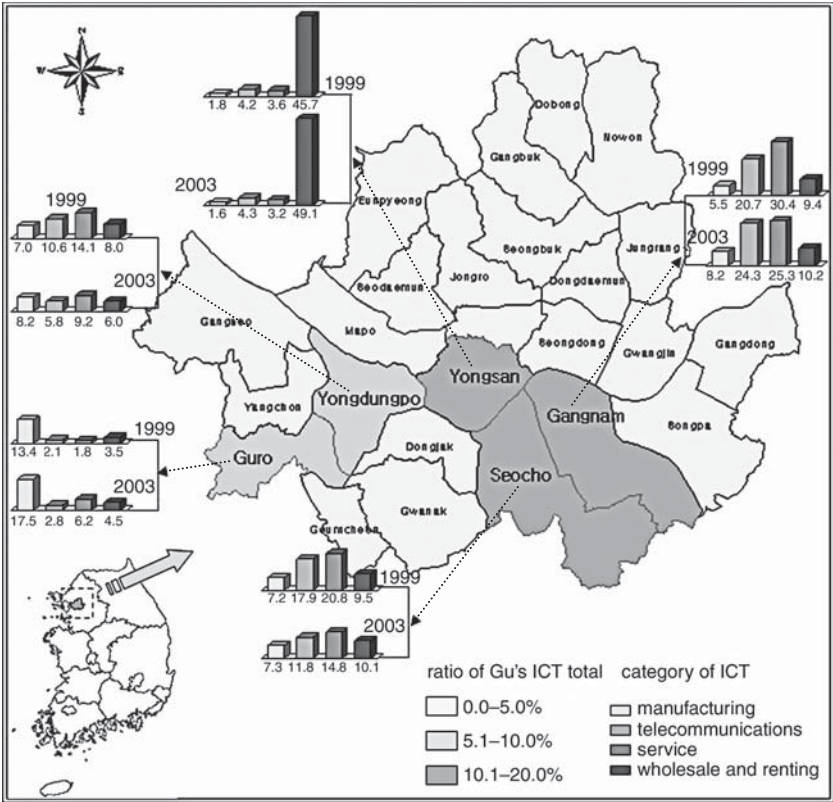 N
W E
S
1999
1.8 4.2 3.6 45.7
2003
1.6 4.3 3.2 49.1
1999
7.0 10.6 14.1 8.0
2003
8.2 5.8 9.2 6.0
1999
5.5 20.7 30.4 9.4
2003
8.2 24.3 25.3 10.2
1999
13.4 2.1 1.8 3.5
2003
17.5 2.8 6.2 4.5
1999
7.2 17.9 20.8 9.5
2003
7.3 11.8 14.8 10.1
Dobong
Nowon
Gangbuk
Eunpyeong
Seongbuk
Jungrang
Jongro
Seodaemun
Dongdaemun
Gangseo
Mapo
Seongdong
Gwangjin
Gangdong
Yongsan
Yongdungpo
Yangchon
Gangnam
Songpa
Dongjak
Guro
Seocho
Gwanak
Geumcheon
ratio of Gu's ICT total
0.0–5.0%
5.1–10.0%
10.1–20.0%
category of ICT
manufacturing
telecommunications
service
wholesale and renting